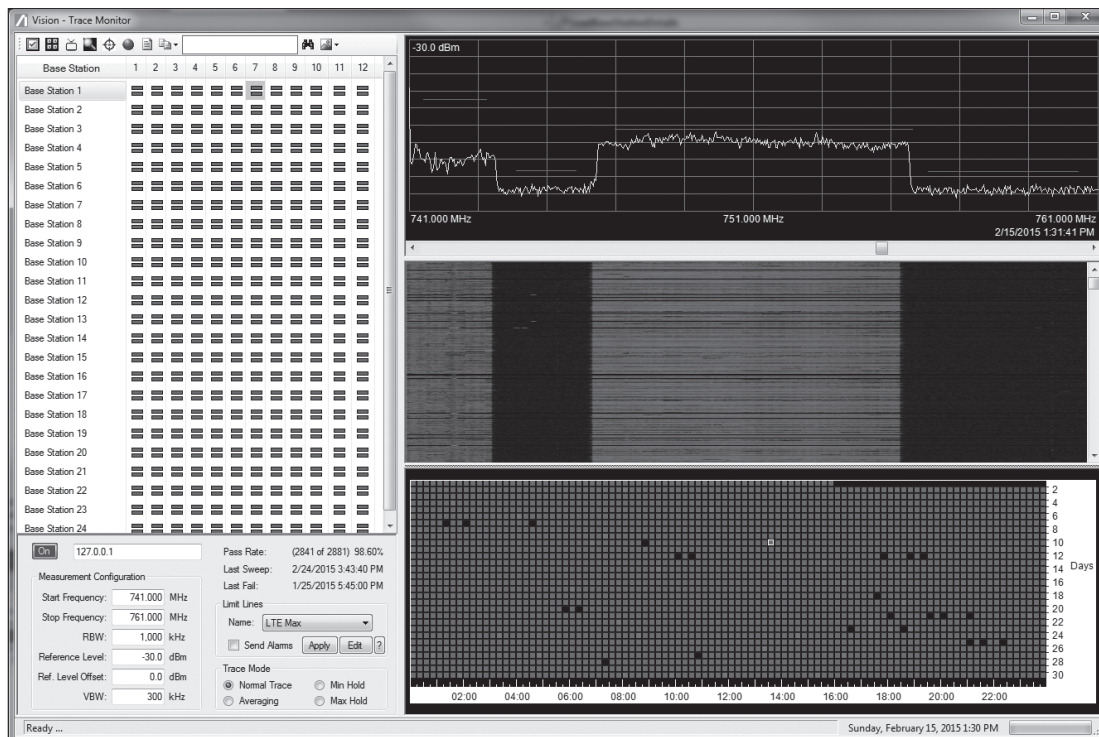 Vision - Trace Monitor
Base Station 1 2 3 4 5 6 7 8 9 10 11 12
Base Station 1
Base Station 2
Base Station 3
Base Station 4
Base Station 5
Base Station 6
Base Station 7
Base Station 8
Base Station 9
Base Station 10
Base Station 11
Base Station 12
Base Station 13
Base Station 14
Base Station 15
Base Station 16
Base Station 17
Base Station 18
Base Station 19
Base Station 20
Base Station 21
Base Station 22
Base Station 23
Base Station 24
On 127.0.0.1
Measurement Configuration
Start Frequency: 741.000 MHz
Stop Frequency: 761.000 MHz
RBW: 1,000 kHz
Reference Level: -30.0 dBm
Ref. Level Offset: 0.0 dBm
VBW: 300 kHz
Pass Rate: (2841 of 2881) 98.60%
Last Sweep: 2/24/2015 3:43:40 PM
Last Fail: 1/25/2015 5:45:00 PM
Limit Lines
Name: LTE Max
Send Alarms Apply Edit ?
Trace Mode
Normal Trace Min Hold
Averaging Max Hold
-30.0 dBm
741.000 MHz 751.000 MHz 761.000 MHz
2/15/2015 1:31:41 PM
2
4
6
8
10
12
Days
14
16
18
20
22
24
26
28
30
02:00 04:00 06:00 08:00 10:00 12:00 14:00 16:00 18:00 20:00 22:00
Ready ...
Sunday, February 15, 2015 1:30 PM